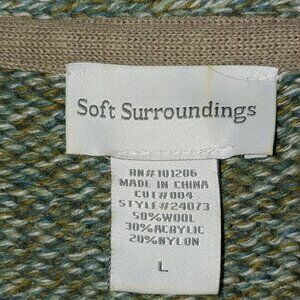 Soft Surroundings
RN#101206
MADE IN CHINA
CUT#004
STYLE#24073
50%WOOL
30%ACRYLIC
20%NYLON
L